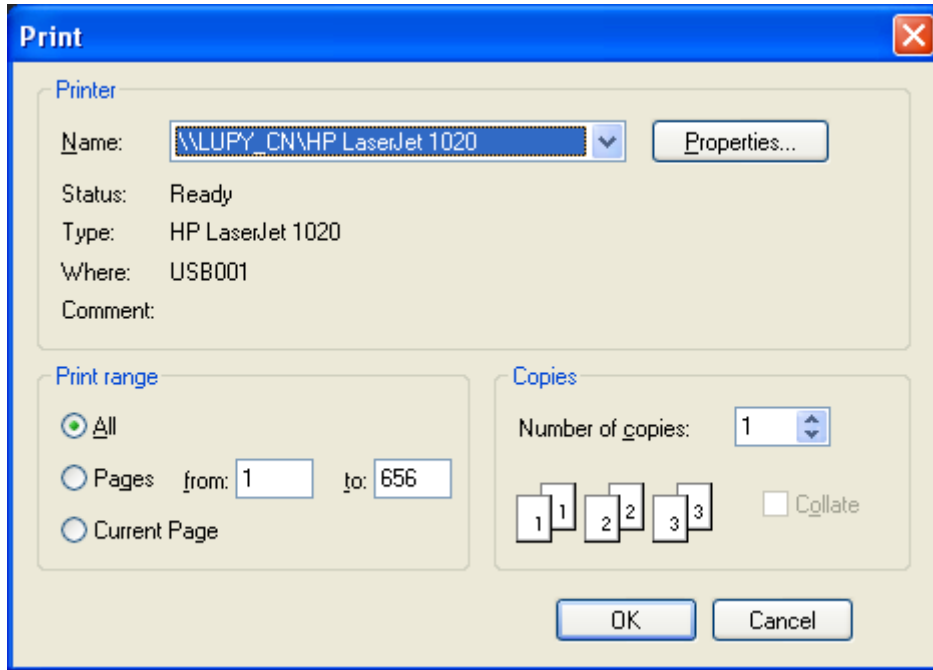 Print
Printer
Name: \\LUPY_CN\HP LaserJet 1020 Properties...
Status: Ready
Type: HP LaserJet 1020
Where: USB001
Comment:
Print range
All
Pages from: 1 to: 656
Current Page
Copies
Number of copies: 1
1 1 2 2 3 3 Collate
OK Cancel